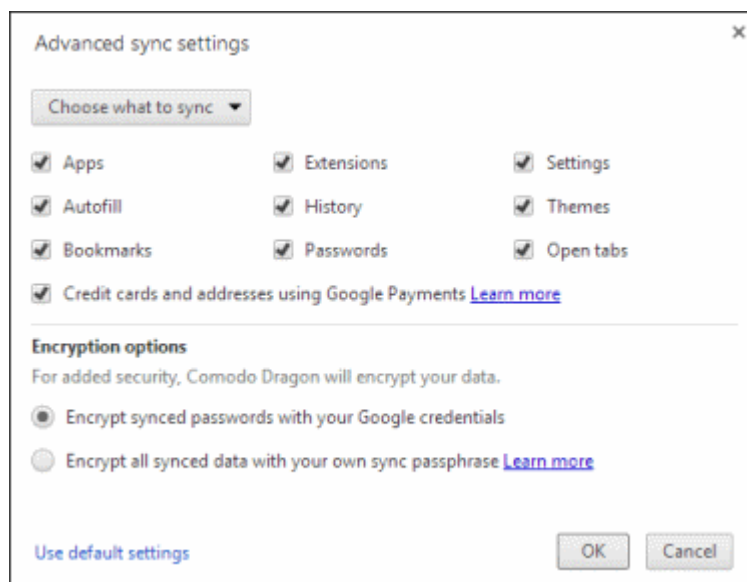 Advanced sync settings
Choose what to sync
Apps Extensions Settings
Autofill History Themes
Bookmarks Passwords Open tabs
Credit cards and addresses using Google Payments Learn more
Encryption options
For added security, Comodo Dragon will encrypt your data.
Encrypt synced passwords with your Google credentials
Encrypt all synced data with your own sync passphrase Learn more
Use default settings OK Cancel